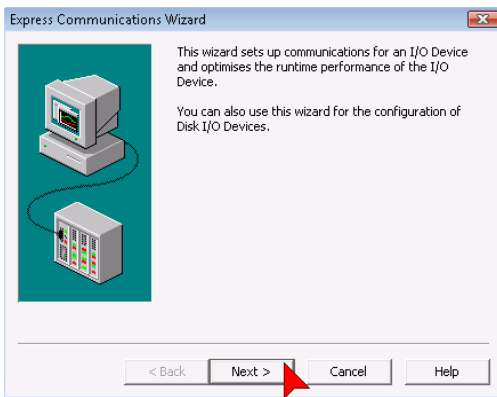 Express Communications Wizard
This wizard sets up communications for an I/O Device
and optimises the runtime performance of the I/O
Device.
You can also use this wizard for the configuration of
Disk I/O Devices.
< Back
Next >
Cancel
Help